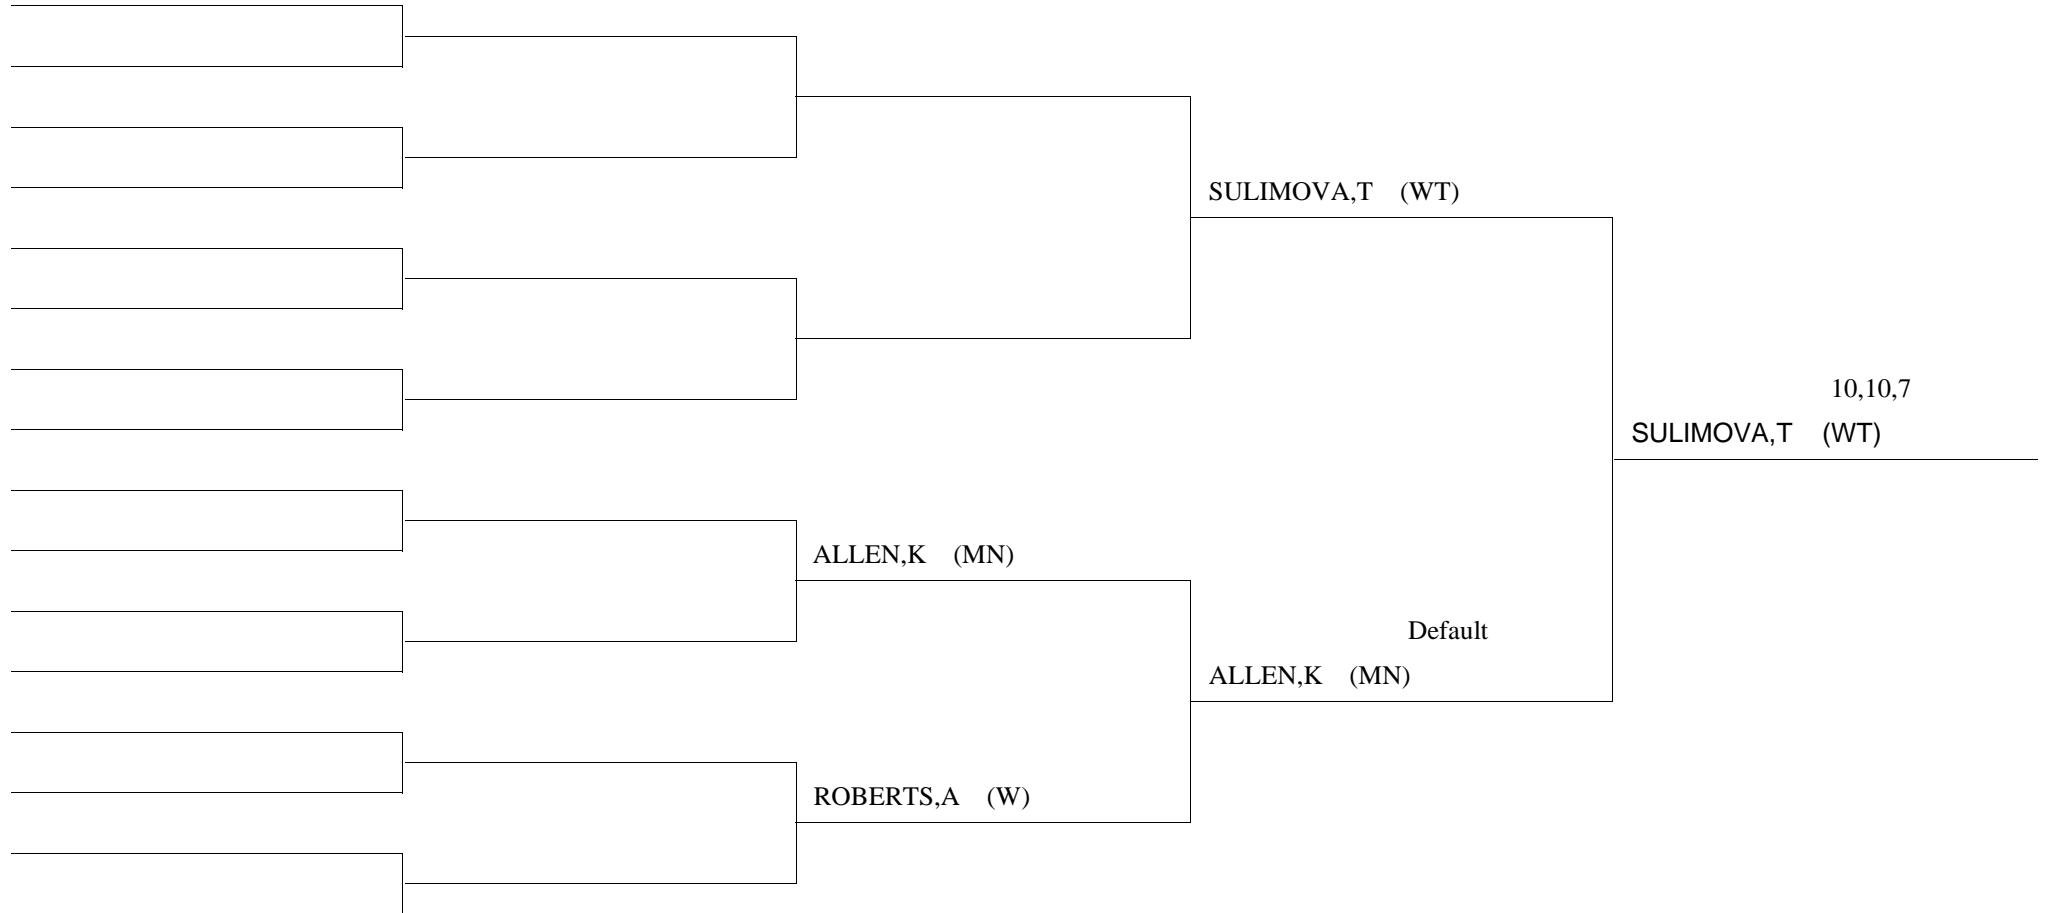 SULIMOVA,T (WT)
10,10,7
SULIMOVA,T (WT)
ALLEN,K (MN)
Default
ALLEN,K (MN)
ROBERTS,A (W)